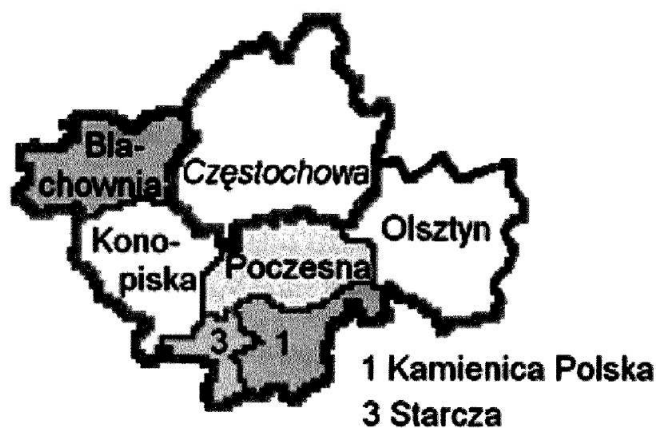 Bla-
chownia
Częstochowa
Kono-
piska
Poczesna
Olsztyn
3
1
1 Kamienica Polska
3 Starcza